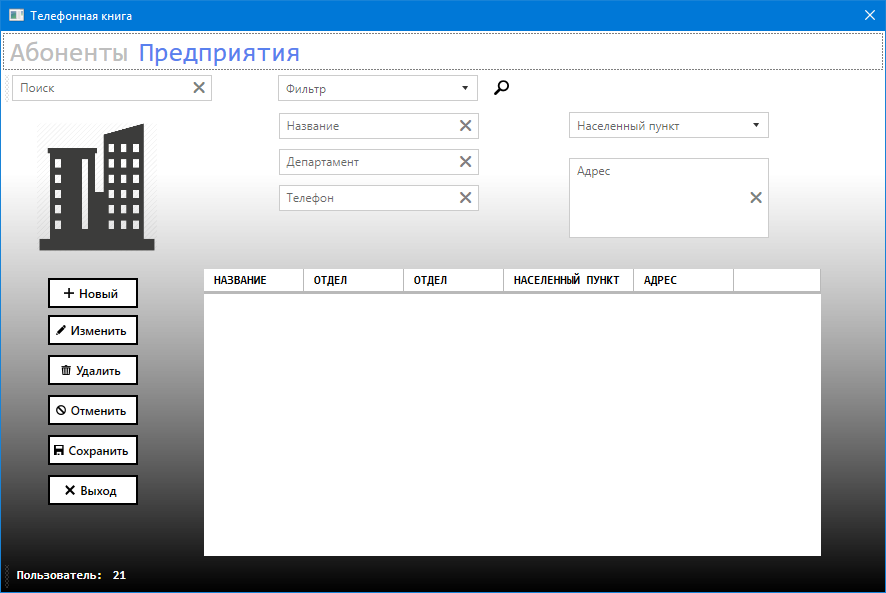 Телефонная книга
Абоненты Предприятия
Поиск
Фильтр
Название
Населенный пункт
Департамент
Адрес
Телефон
НАЗВАНИЕ ОТДЕЛ ОТДЕЛ НАСЕЛЕННЫЙ ПУНКТ АДРЕС
Новый
Изменить
Удалить
Отменить
Сохранить
Выход
Пользователь: 21